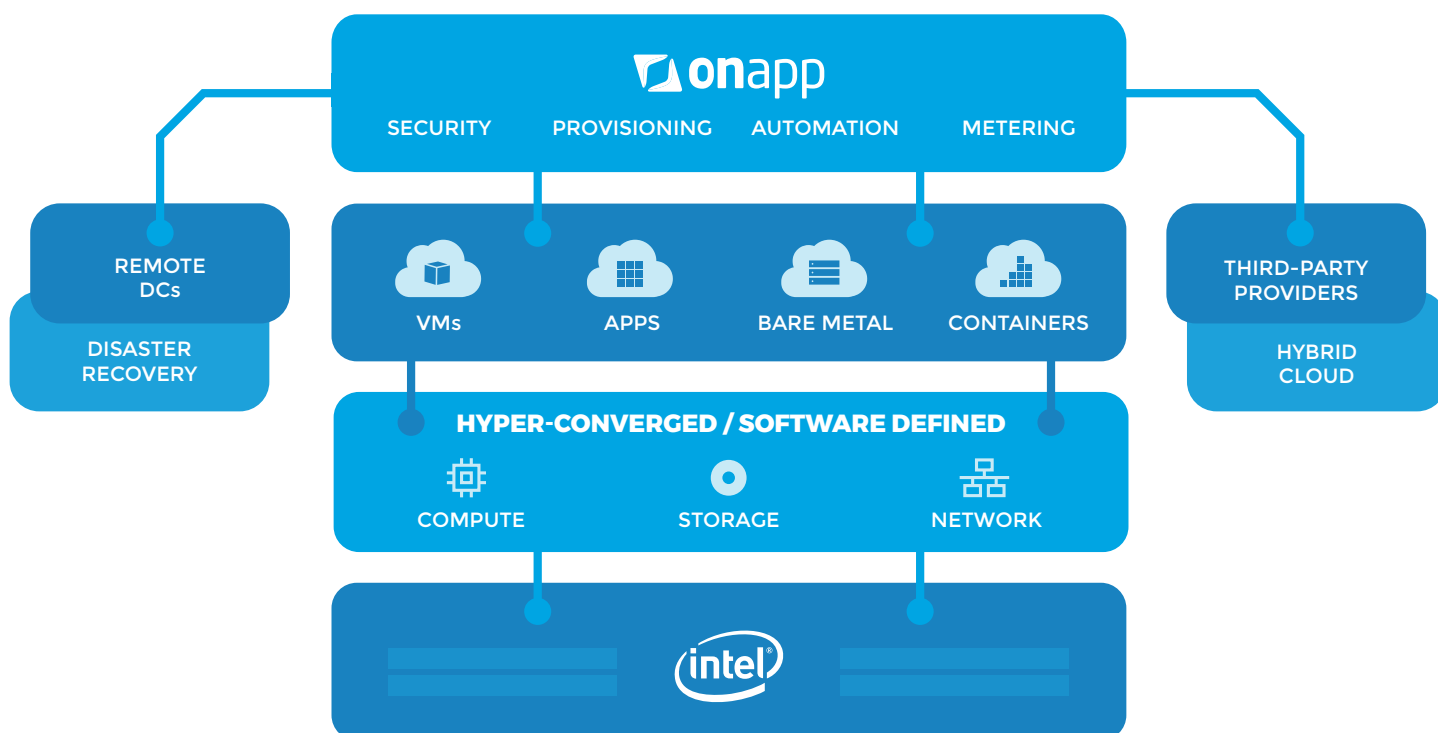 onapp
SECURITY PROVISIONING AUTOMATION METERING
REMOTE
DCs
DISASTER
RECOVERY
VMs APPS BARE METAL CONTAINERS
THIRD-PARTY
PROVIDERS
HYBRID
CLOUD
HYPER-CONVERGED / SOFTWARE DEFINED
COMPUTE STORAGE NETWORK
intel®